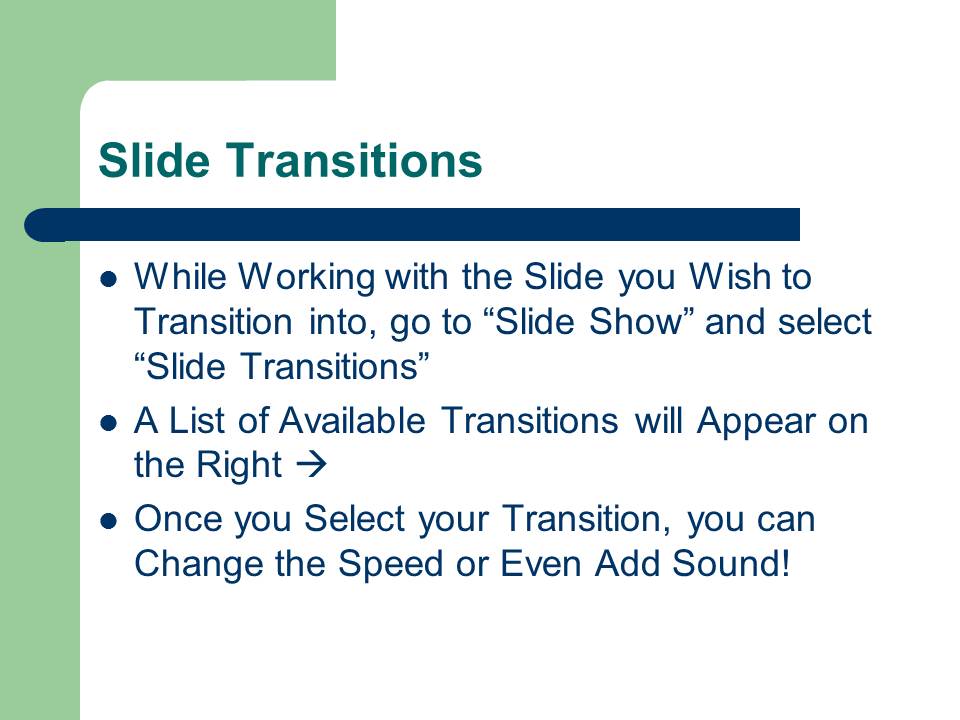 Slide Transitions
● While Working with the Slide you Wish to
Transition into, go to “Slide Show” and select
“Slide Transitions”
● A List of Available Transitions will Appear on
the Right →
● Once you Select your Transition, you can
Change the Speed or Even Add Sound!